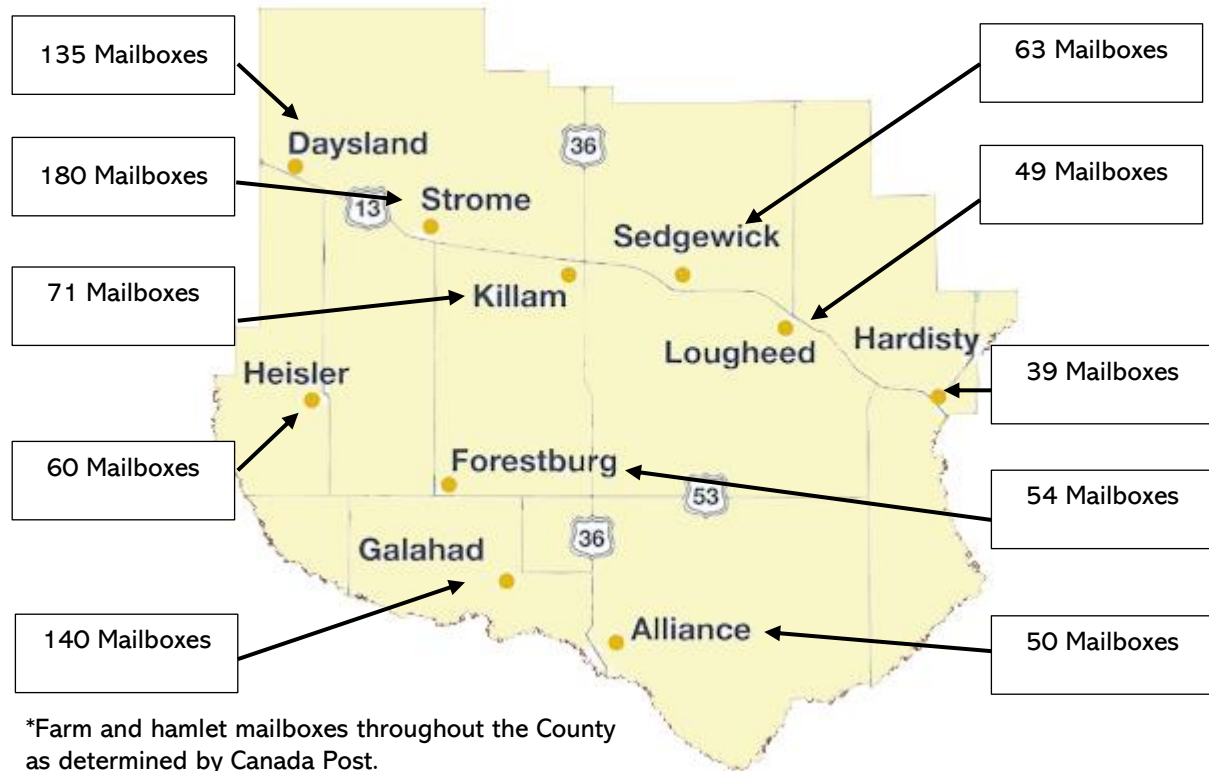 135 Mailboxes
63 Mailboxes
36
Daysland
180 Mailboxes
49 Mailboxes
13
Strome
Sedgewick
71 Mailboxes
Killam
Lougheed
Hardisty
Heisler
39 Mailboxes
60 Mailboxes
Forestburg
53
54 Mailboxes
36
Galahad
140 Mailboxes
Alliance
50 Mailboxes
*Farm and hamlet mailboxes throughout the County
as determined by Canada Post.